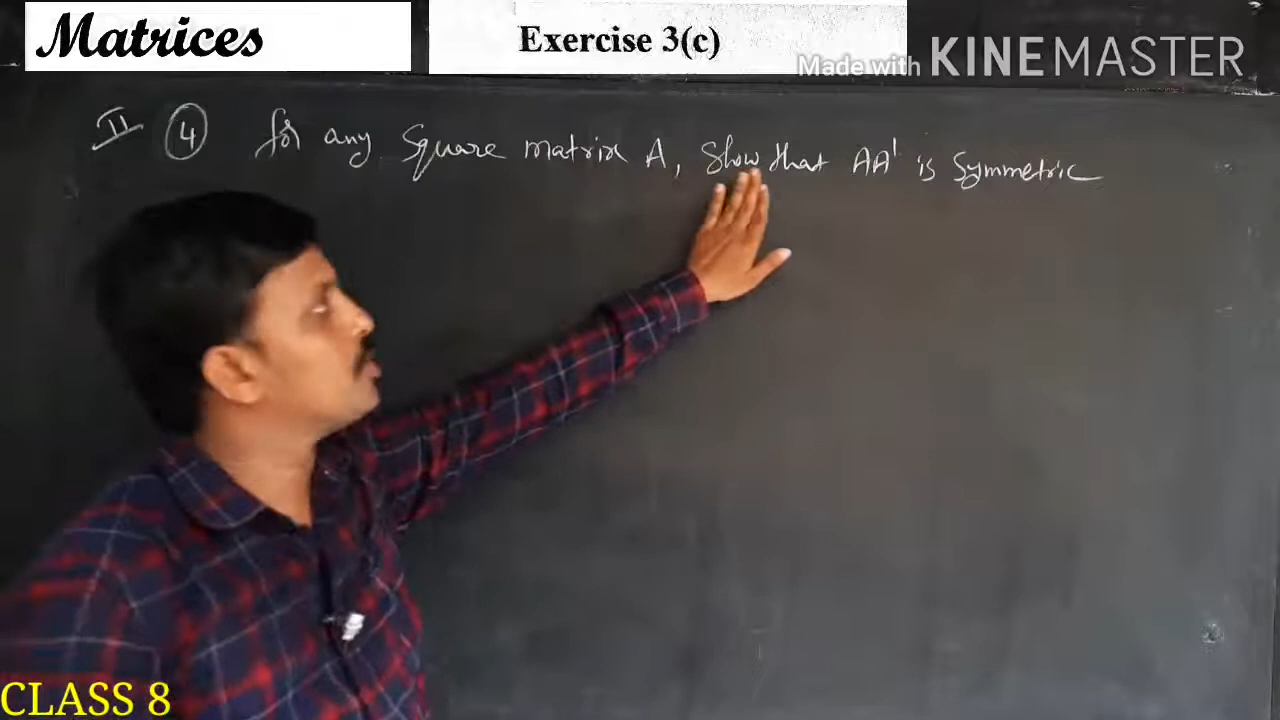 Matrices
Exercise 3(c)
Made with KINEMASTER
II 4 for any square matrix A, Show that AA' is Symmetric
CLASS 8